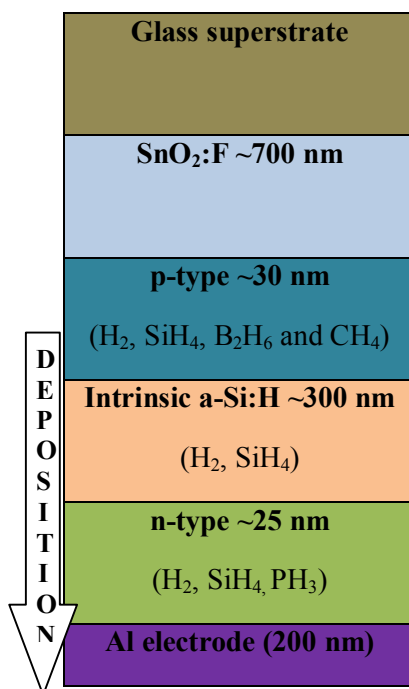 Glass superstrate
SnO₂:F ~700 nm
p-type ~30 nm
(H₂, SiH₄, B₂H₆ and CH₄)
Intrinsic a-Si:H ~300 nm
(H₂, SiH₄)
n-type ~25 nm
(H₂, SiH₄, PH₃)
Al electrode (200 nm)
DEPOSITION